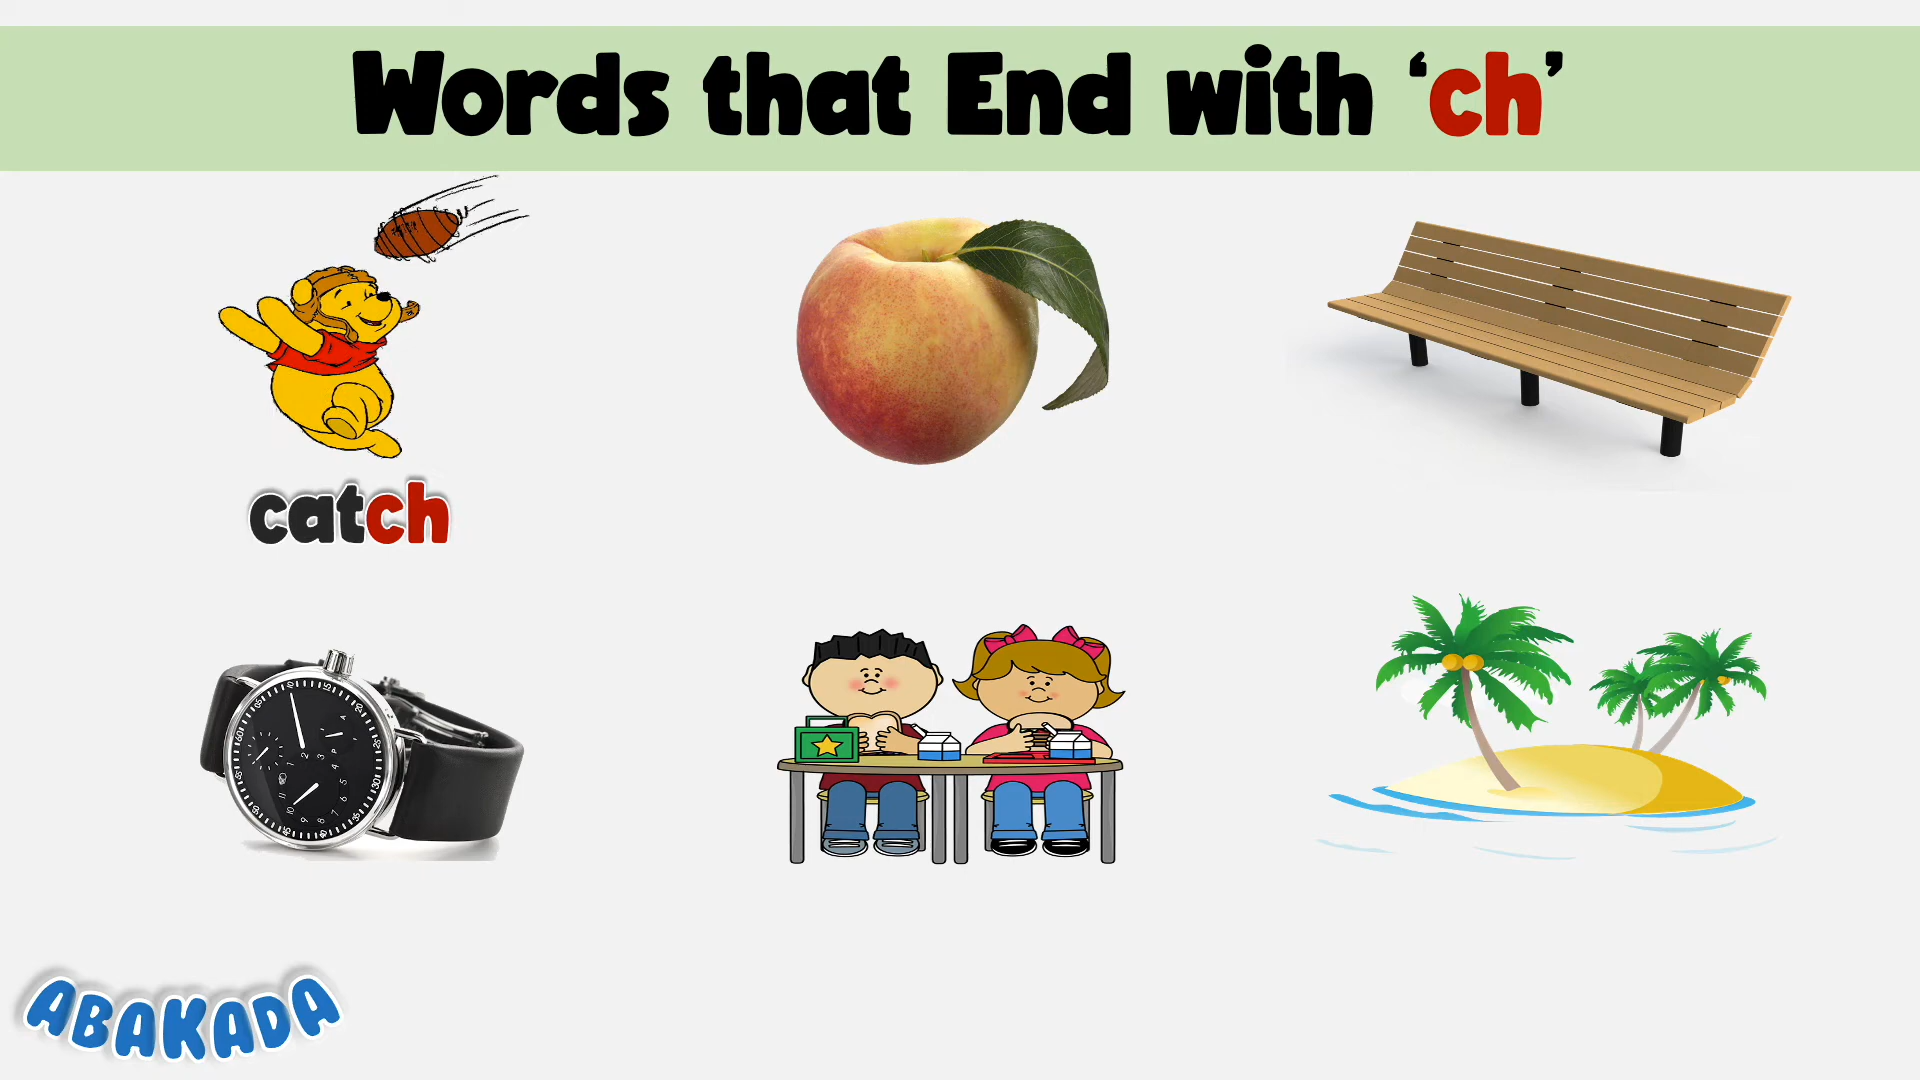 Words that End with ‘ch’
catch
ABAKADA